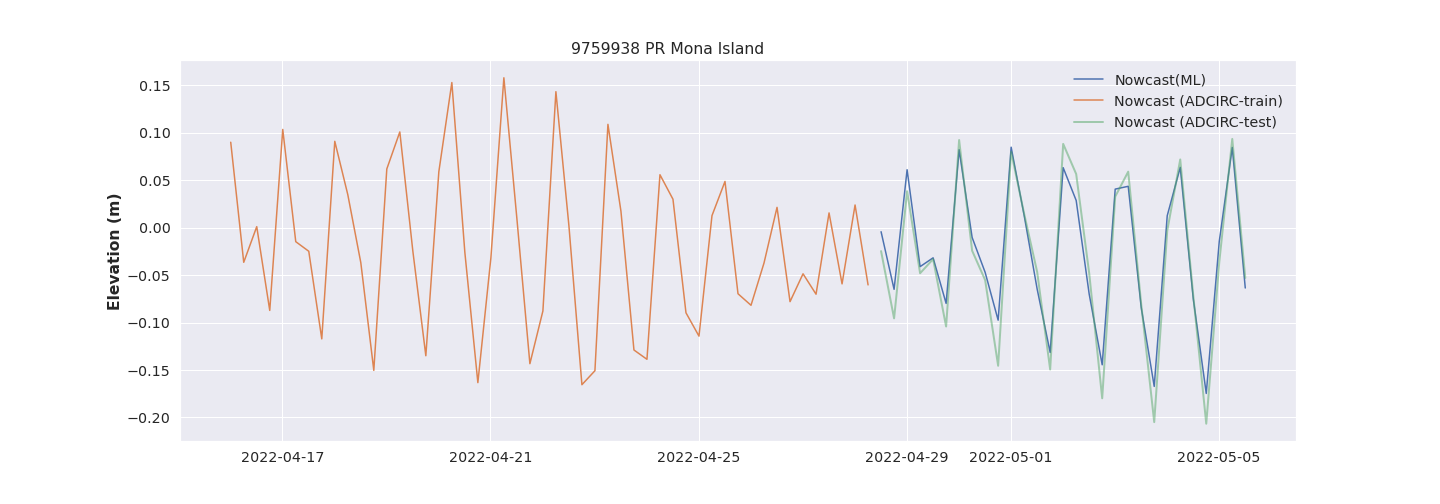 9759938 PR Mona Island
Nowcast(ML)
Nowcast (ADCIRC-train)
Nowcast (ADCIRC-test)
Elevation (m)
0.15
0.10
0.05
0.00
−0.05
−0.10
−0.15
−0.20
2022-04-17 2022-04-21 2022-04-25 2022-04-29 2022-05-01 2022-05-05